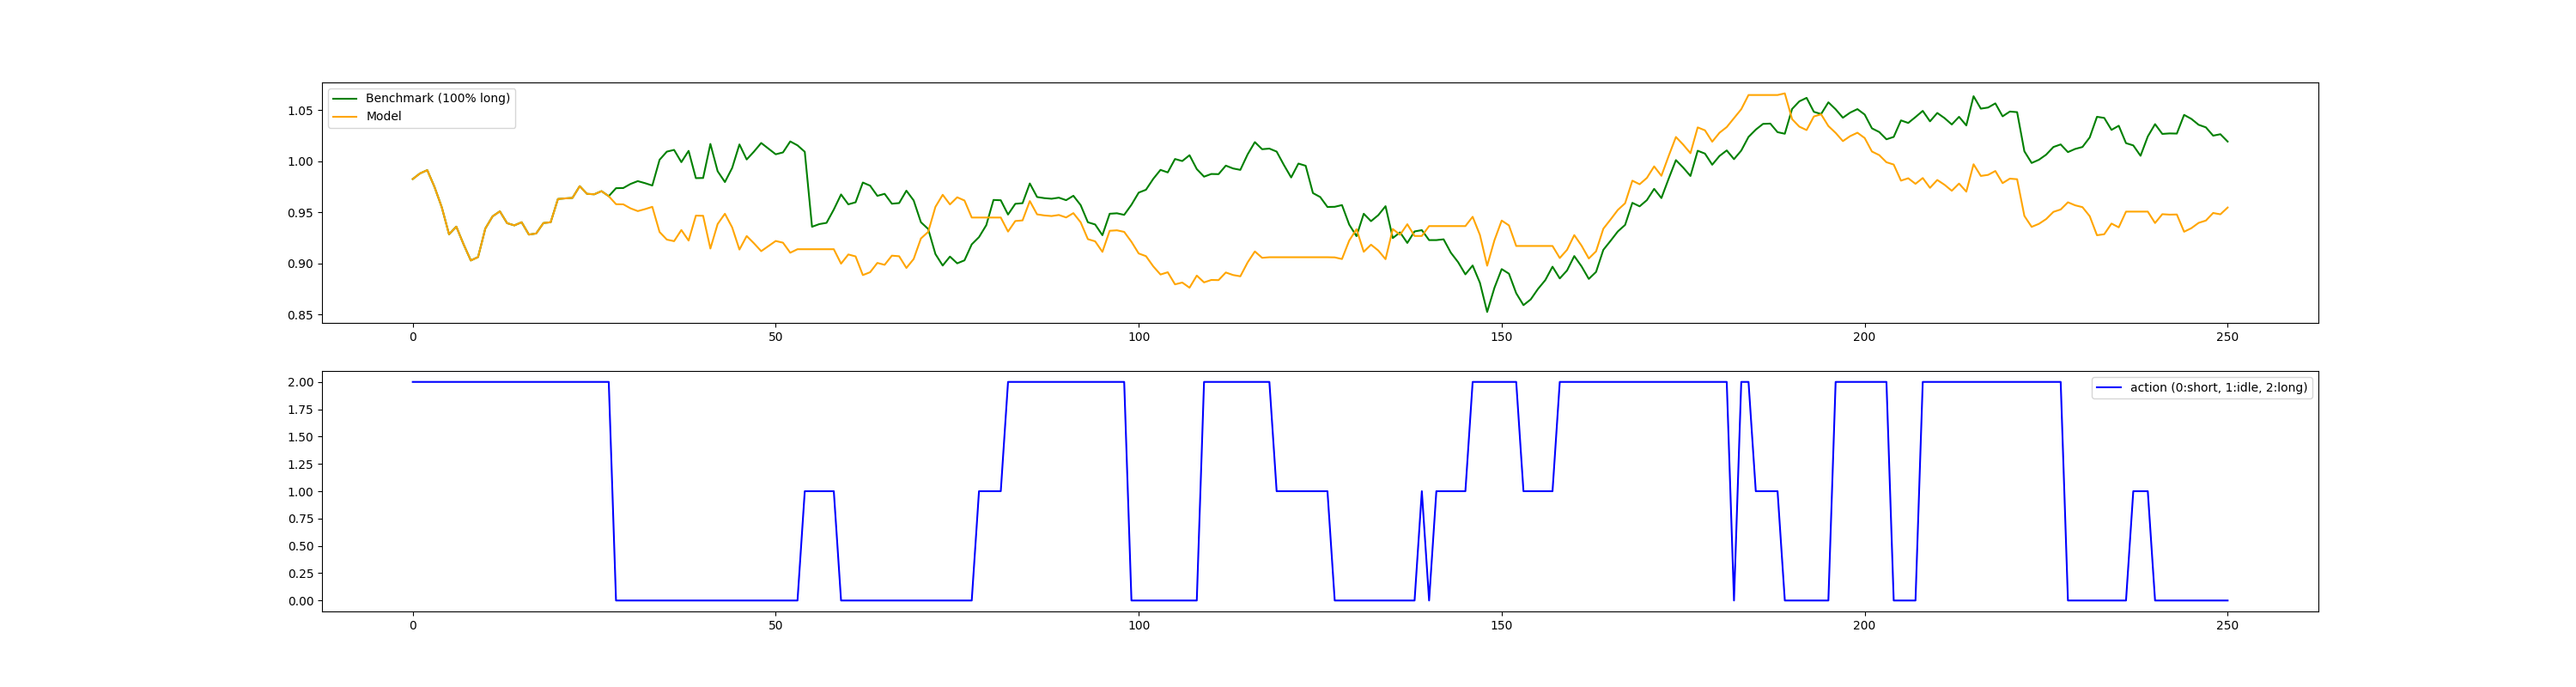 Benchmark (100% long)
Model
1.05
1.00
0.95
0.90
0.85
0 50 100 150 200 250
action (0:short, 1:idle, 2:long)
2.00
1.75
1.50
1.25
1.00
0.75
0.50
0.25
0.00
0 50 100 150 200 250